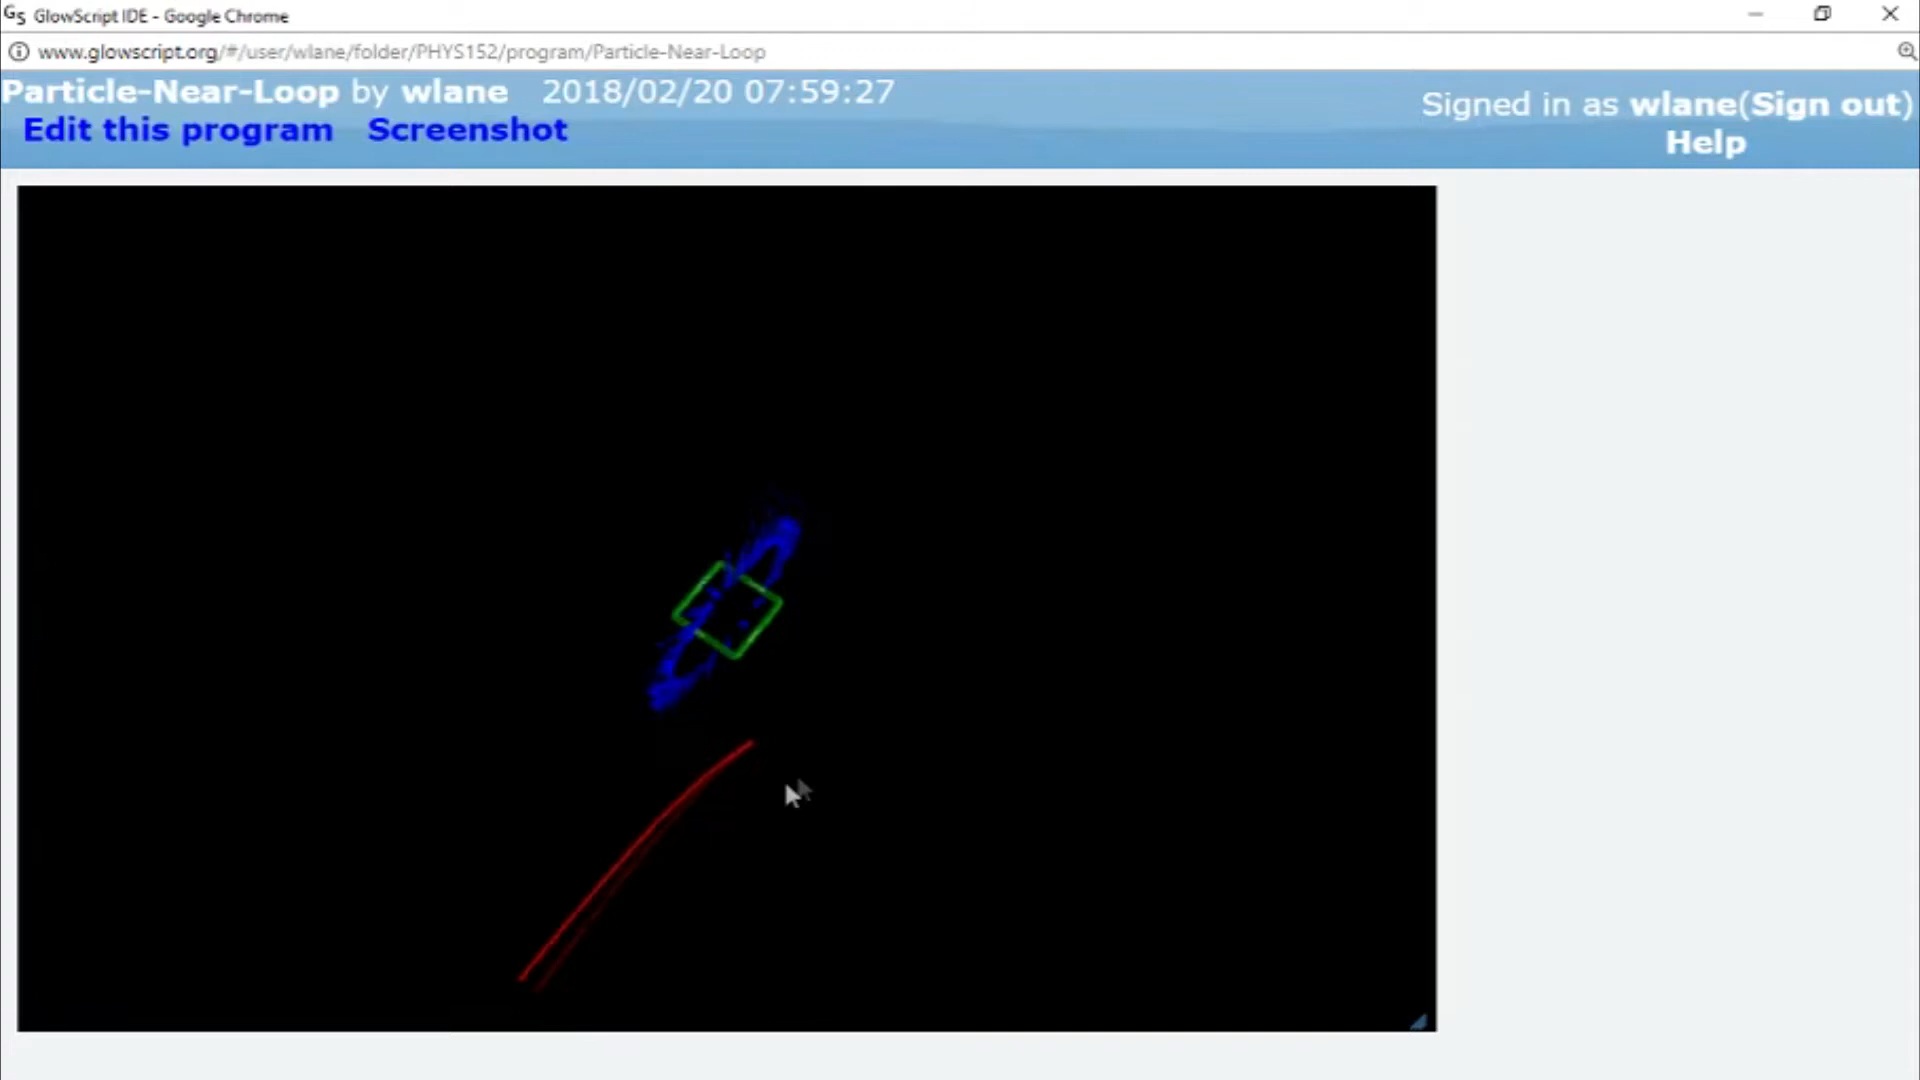 GS GlowScript IDE - Google Chrome
www.glowscript.org/#/user/wlane/folder/PHYS152/program/Particle-Near-Loop
Particle-Near-Loop by wlane 2018/02/20 07:59:27
Signed in as wlane(Sign out)
Edit this program Screenshot
Help